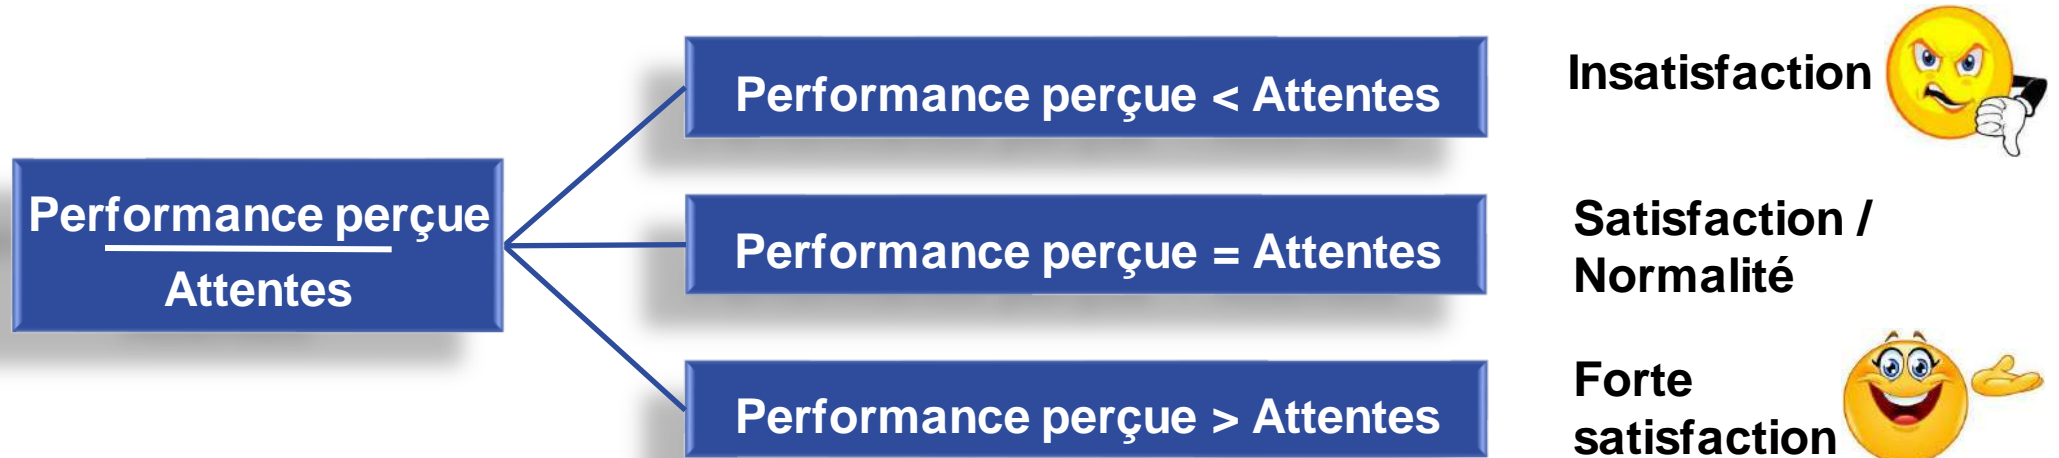 Performance perçue
Attentes
Performance perçue < Attentes
Insatisfaction
Performance perçue = Attentes
Satisfaction /
Normalité
Performance perçue > Attentes
Forte
satisfaction